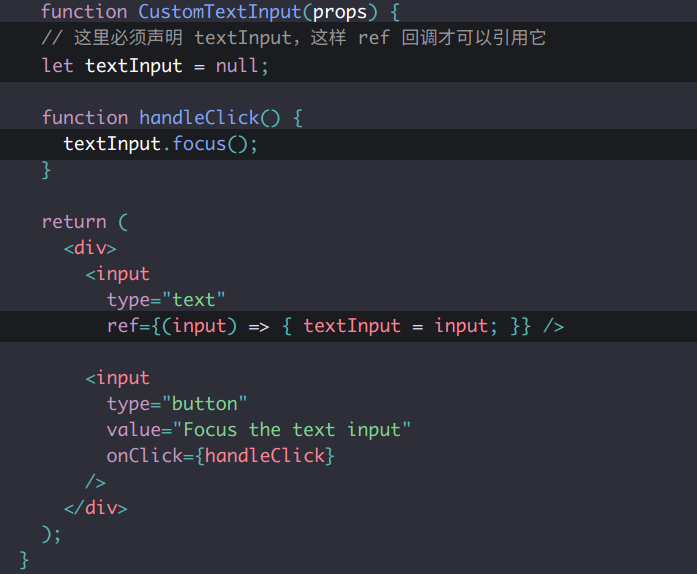 function CustomTextInput(props) {
// 这里必须声明 textInput，这样 ref 回调才可以引用它
let textInput = null;
function handleClick() {
textInput.focus();
}
return (
<div>
<input
type="text"
ref={(input) => { textInput = input; }} />
<input
type="button"
value="Focus the text input"
onClick={handleClick}
/>
</div>
);
}